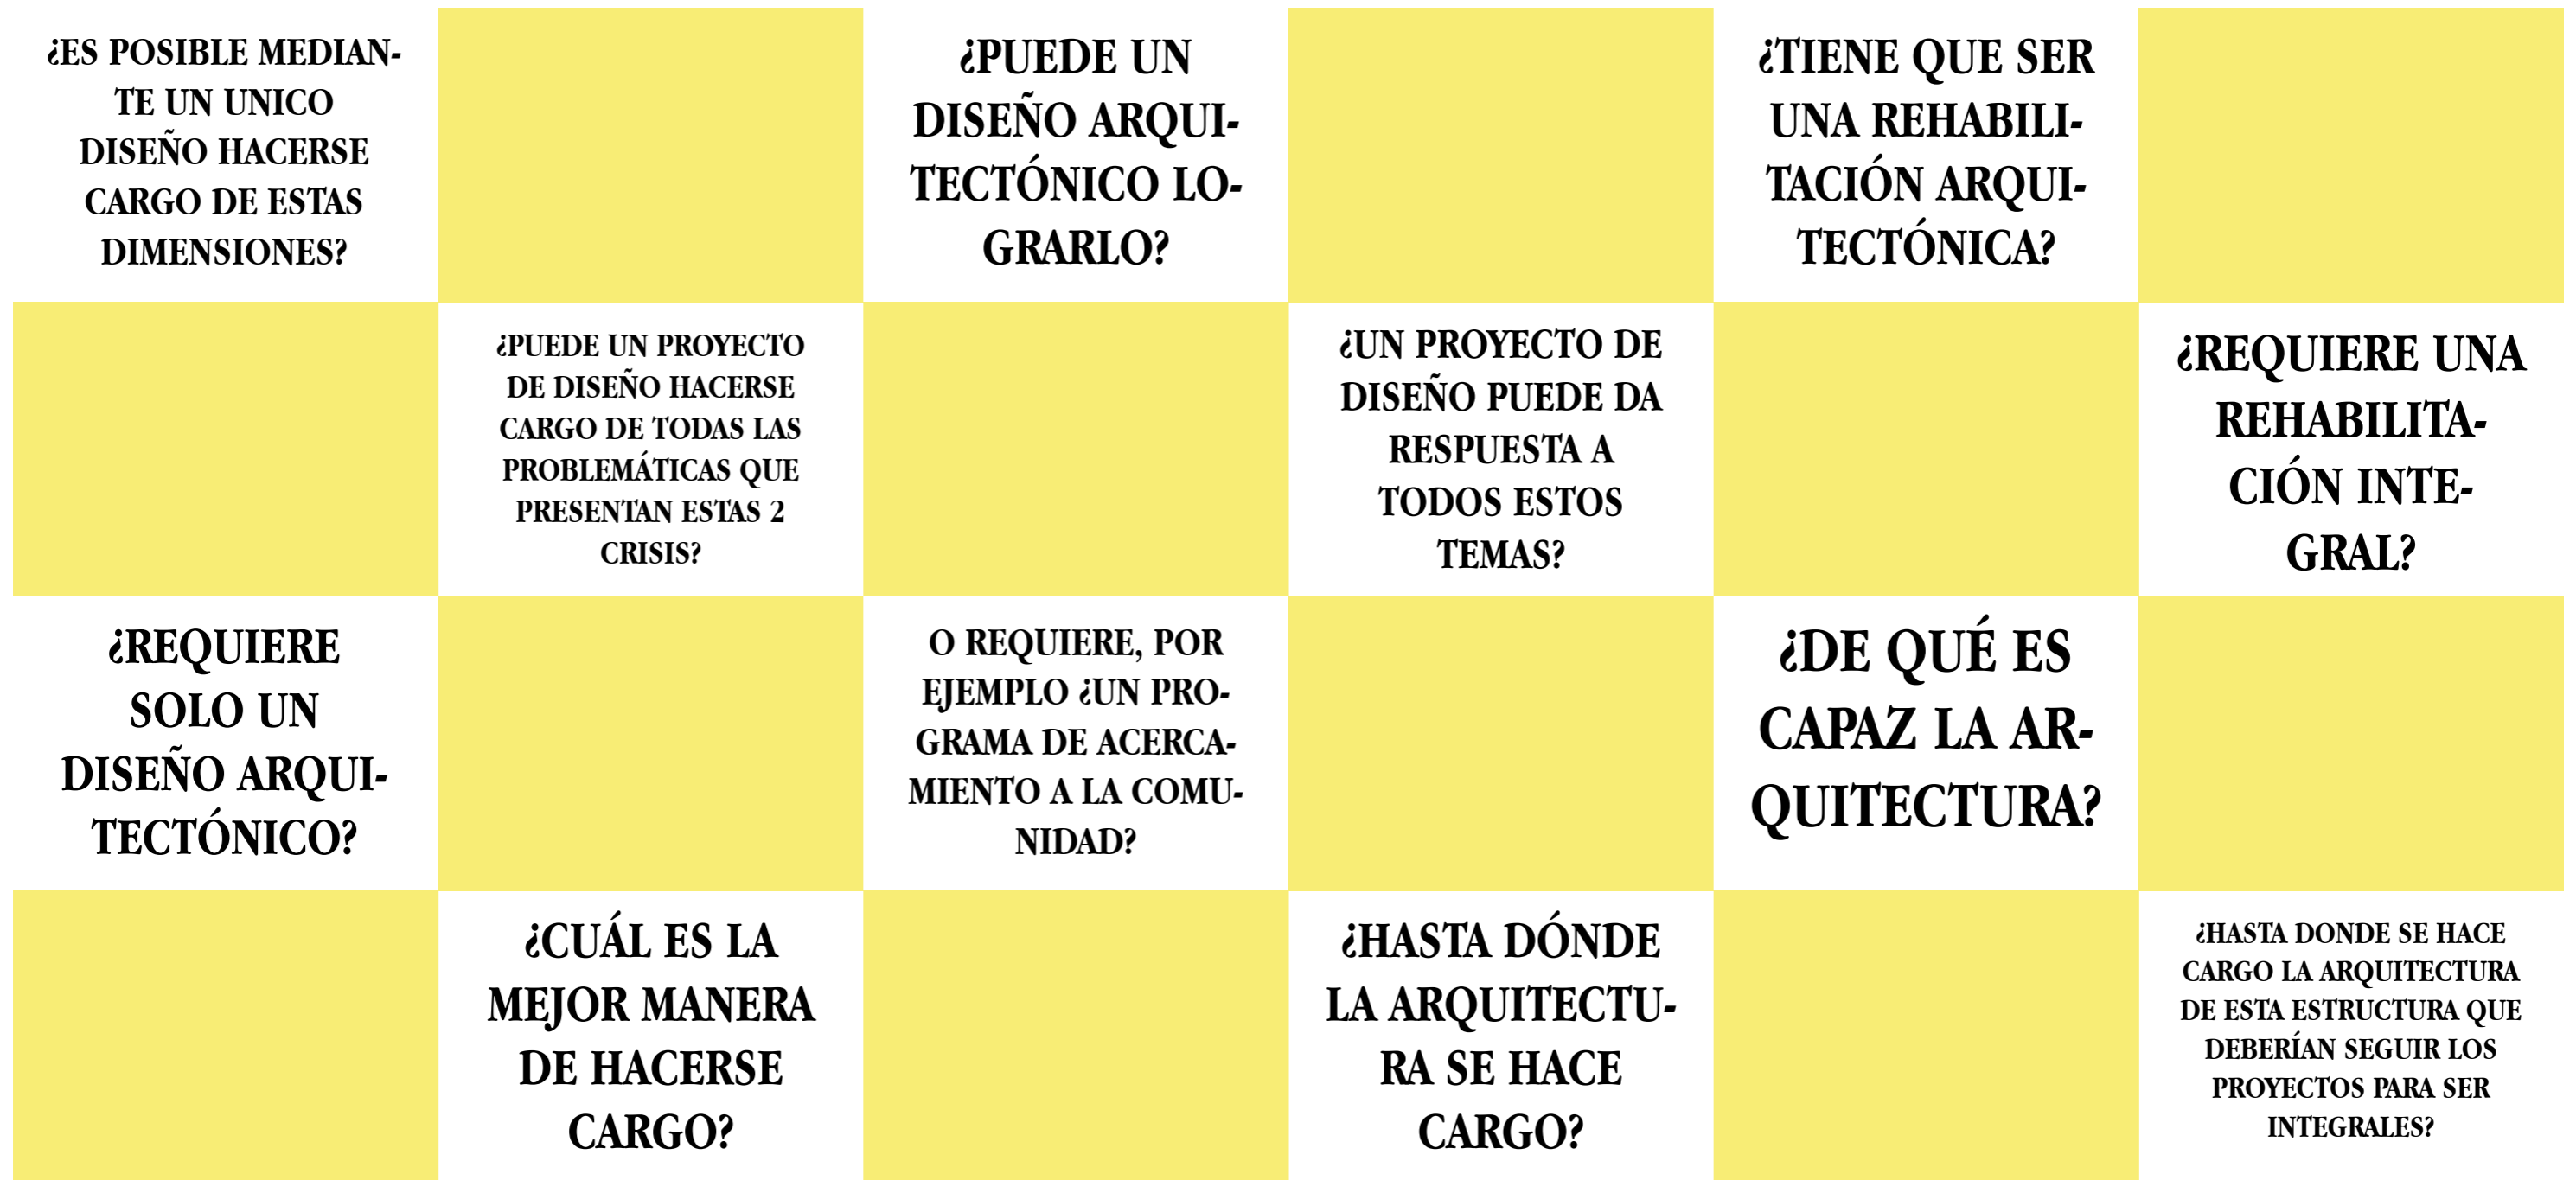 ¿ES POSIBLE MEDIAN-
TE UN UNICO
DISEÑO HACERSE
CARGO DE ESTAS
DIMENSIONES?
¿PUEDE UN
DISEÑO ARQUI-
TECTÓNICO LO-
GRARLO?
¿TIENE QUE SER
UNA REHABILI-
TACIÓN ARQUI-
TECTÓNICA?
¿PUEDE UN PROYECTO
DE DISEÑO HACERSE
CARGO DE TODAS LAS
PROBLEMÁTICAS QUE
PRESENTAN ESTAS 2
CRISIS?
¿UN PROYECTO DE
DISEÑO PUEDE DA
RESPUESTA A
TODOS ESTOS
TEMAS?
¿REQUIERE UNA
REHABILITA-
CIÓN INTE-
GRAL?
¿REQUIERE
SOLO UN
DISEÑO ARQUI-
TECTÓNICO?
O REQUIERE, POR
EJEMPLO ¿UN PRO-
GRAMA DE ACERCA-
MIENTO A LA COMU-
NIDAD?
¿DE QUÉ ES
CAPAZ LA AR-
QUITECTURA?
¿CUÁL ES LA
MEJOR MANERA
DE HACERSE
CARGO?
¿HASTA DÓNDE
LA ARQUITECTU-
RA SE HACE
CARGO?
¿HASTA DONDE SE HACE
CARGO LA ARQUITECTURA
DE ESTA ESTRUCTURA QUE
DEBERÍAN SEGUIR LOS
PROYECTOS PARA SER
INTEGRALES?